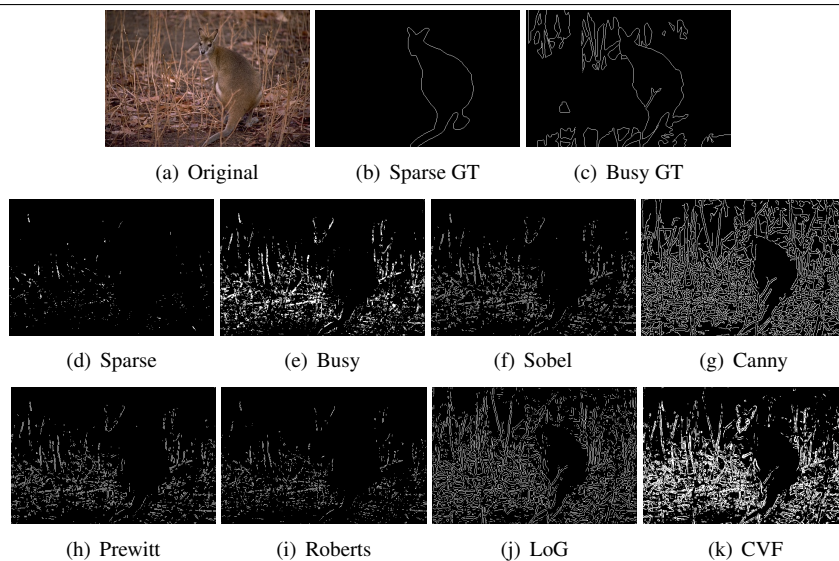 (a) Original (b) Sparse GT (c) Busy GT
(d) Sparse (e) Busy (f) Sobel (g) Canny
(h) Prewitt (i) Roberts (j) LoG (k) CVF